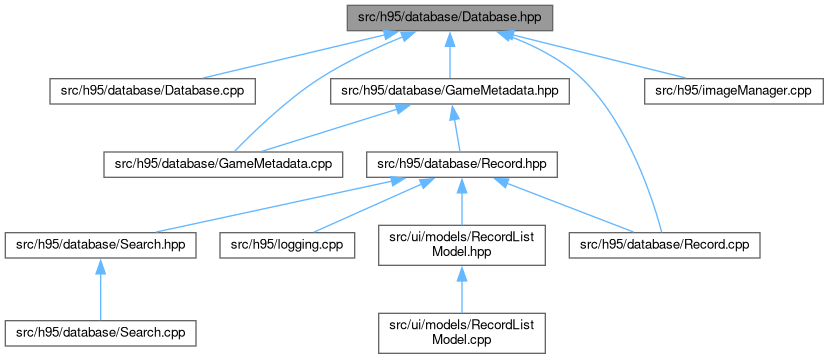 src/h95/database/Database.hpp
src/h95/database/Database.cpp
src/h95/database/GameMetadata.hpp
src/h95/imageManager.cpp
src/h95/database/GameMetadata.cpp
src/h95/database/Record.hpp
src/h95/database/Search.hpp
src/h95/logging.cpp
src/ui/models/RecordList
Model.hpp
src/h95/database/Record.cpp
src/h95/database/Search.cpp
src/ui/models/RecordList
Model.cpp